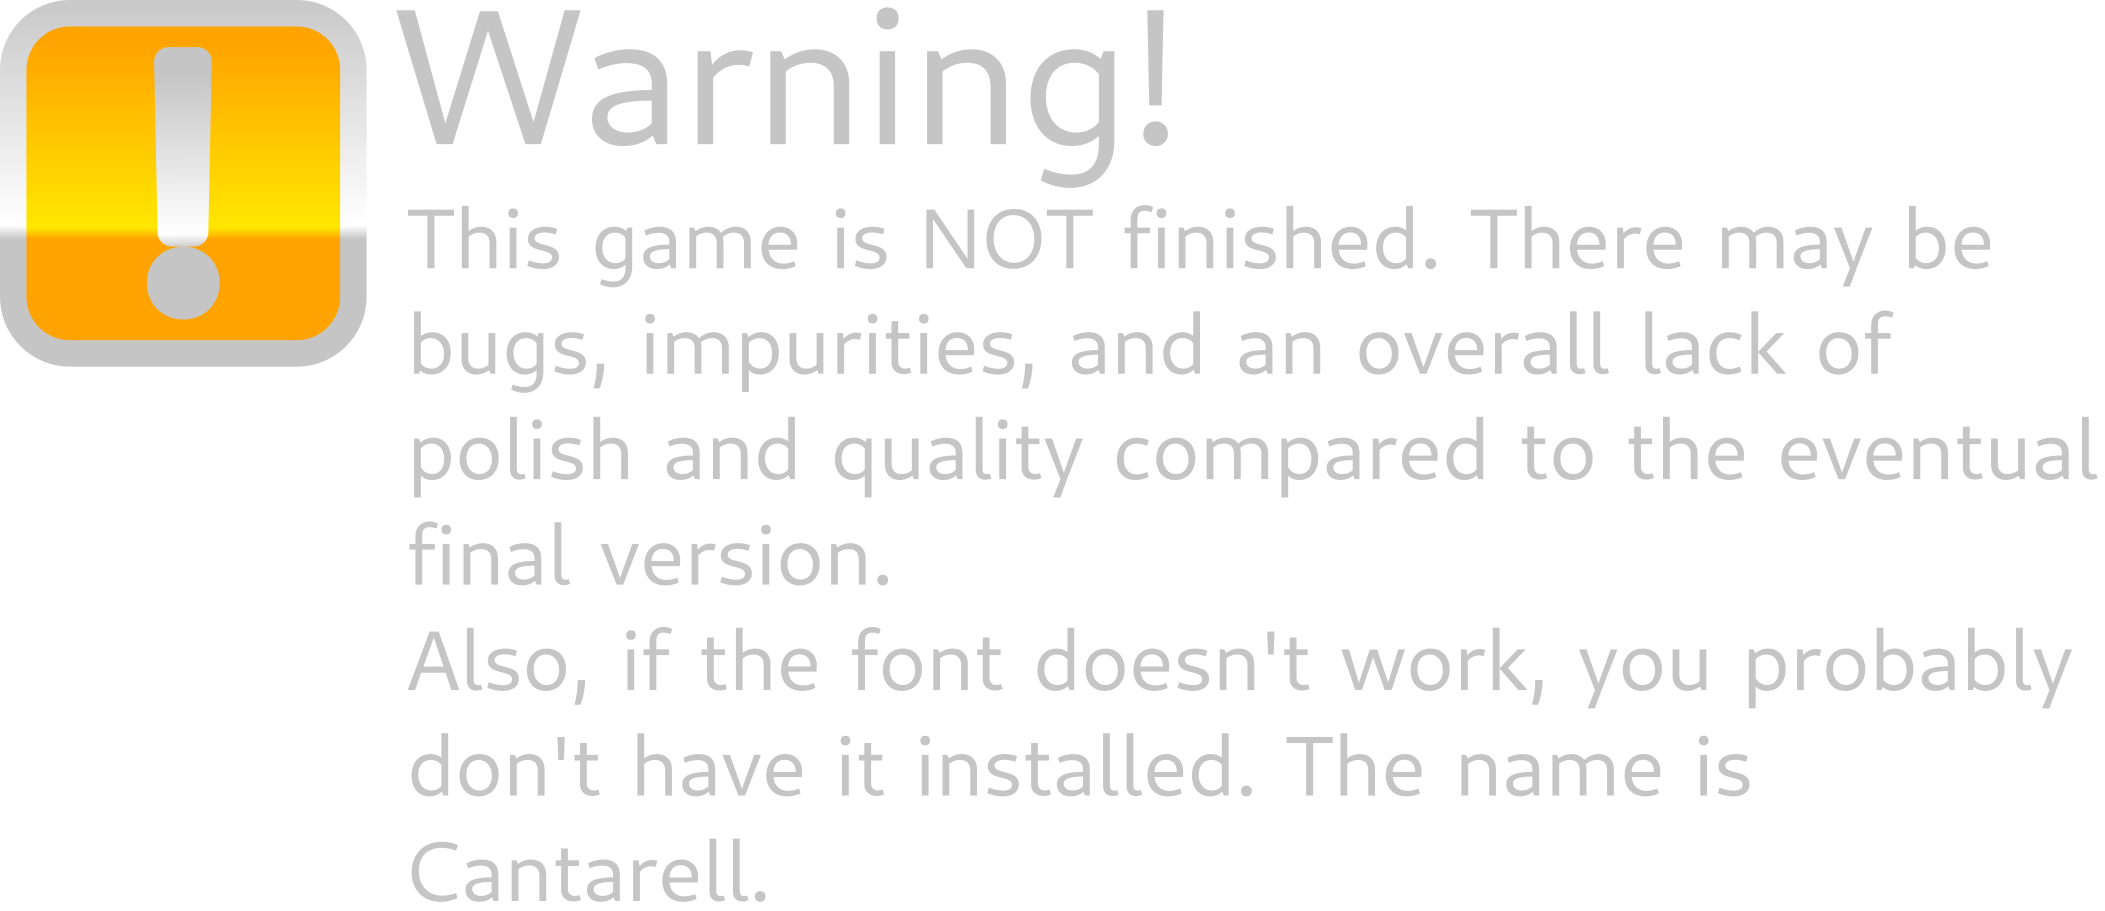 Warning!
This game is NOT finished. There may be
bugs, impurities, and an overall lack of
polish and quality compared to the eventual
final version.
Also, if the font doesn't work, you probably
don't have it installed. The name is
Cantarell.